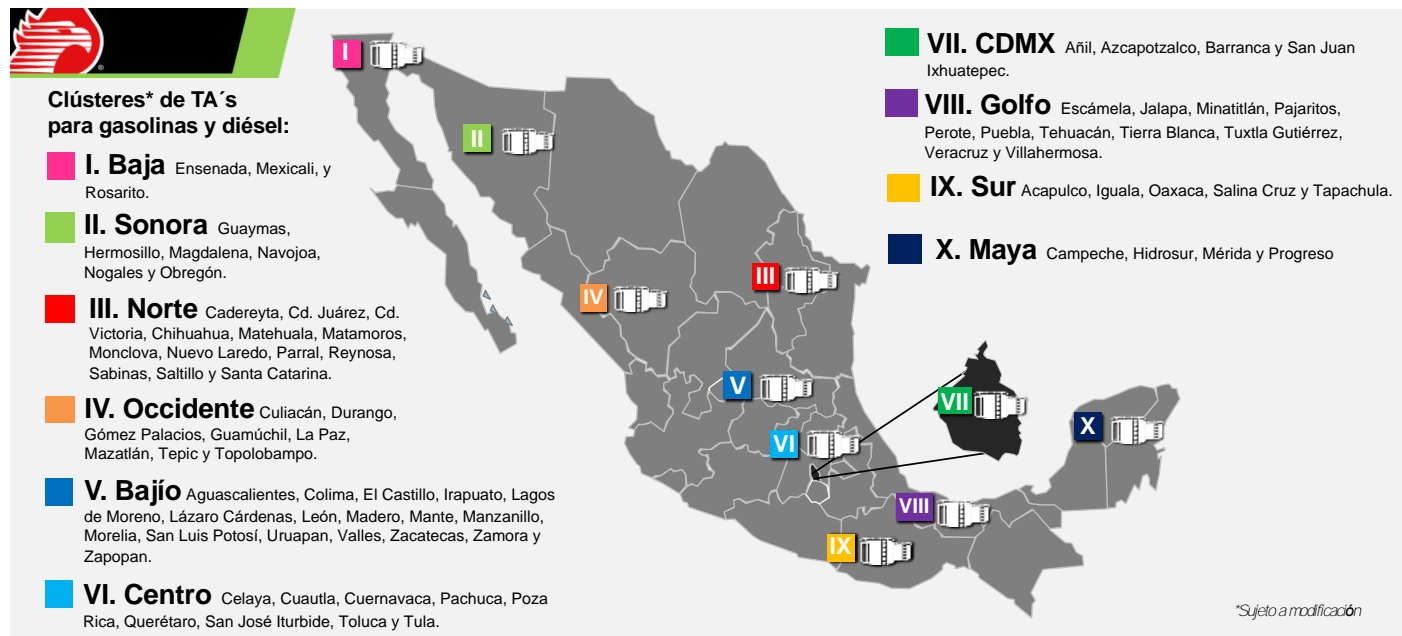 Clústeres* de TA´s
para gasolinas y diésel:
I. Baja Ensenada, Mexicali, y
Rosarito.
II. Sonora Guaymas,
Hermosillo, Magdalena, Navojoa,
Nogales y Obregón.
III. Norte Cadereyta, Cd. Juárez, Cd.
Victoria, Chihuahua, Matehuala, Matamoros,
Monclova, Nuevo Laredo, Parral, Reynosa,
Sabinas, Saltillo y Santa Catarina.
IV. Occidente Culiacán, Durango,
Gómez Palacios, Guamúchil, La Paz,
Mazatlán, Tepic y Topolobampo.
V. Bajío Aguascalientes, Colima, El Castillo, Irapuato, Lagos
de Moreno, Lázaro Cárdenas, León, Madero, Mante, Manzanillo,
Morelia, San Luis Potosí, Uruapan, Valles, Zacatecas, Zamora y
Zapopan.
VI. Centro Celaya, Cuautla, Cuernavaca, Pachuca, Poza
Rica, Querétaro, San José Iturbide, Toluca y Tula.
I
II
III
IV
V
VI
VII
VIII
IX
X
VII. CDMX Añil, Azcapotzalco, Barranca y San Juan
Ixhuatepec.
VIII. Golfo Escámela, Jalapa, Minatitlán, Pajaritos,
Perote, Puebla, Tehuacán, Tierra Blanca, Tuxtla Gutiérrez,
Veracruz y Villahermosa.
IX. Sur Acapulco, Iguala, Oaxaca, Salina Cruz y Tapachula.
X. Maya Campeche, Hidrosur, Mérida y Progreso
*Sujeto a modificación